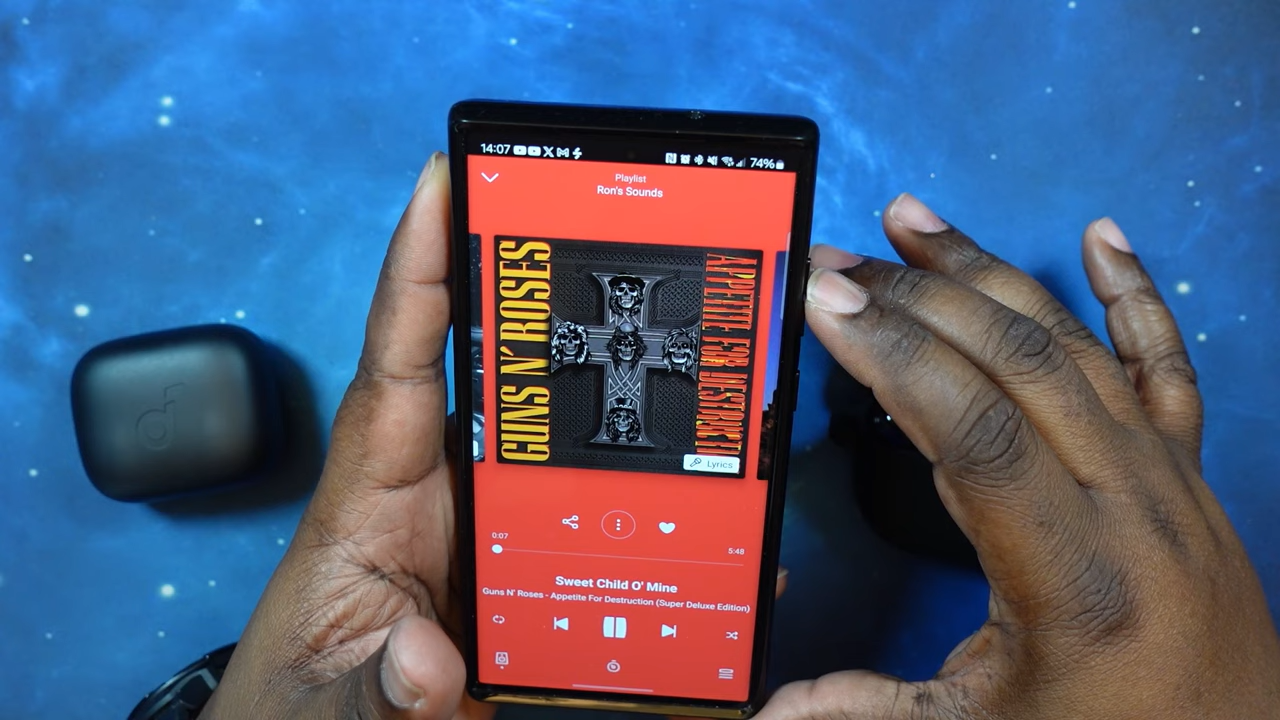 14:07
74%
Playlist
Ron's Sounds
GUNS N' ROSES
APPETITE FOR DESTRUCTI
Lyrics
0:07
5:48
Sweet Child O' Mine
Guns N' Roses - Appetite For Destruction (Super Deluxe Edition)